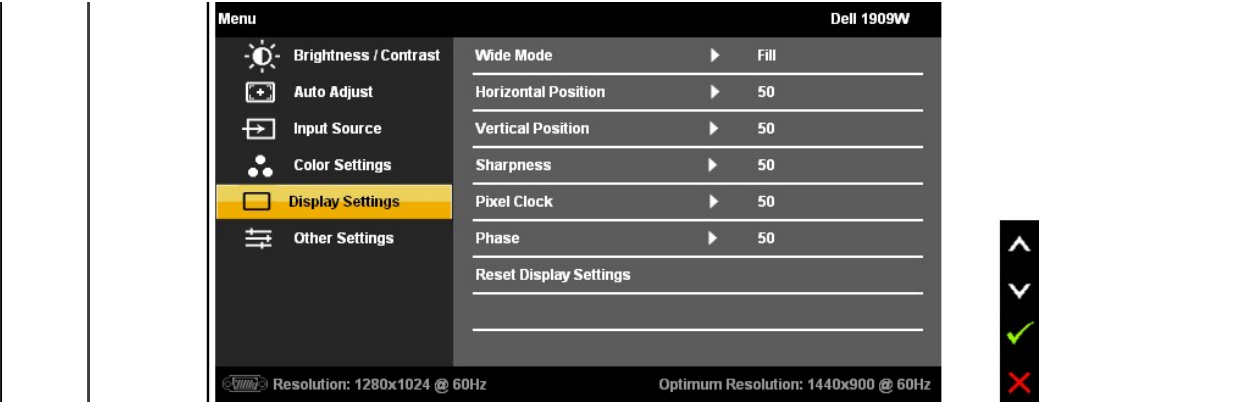 Menu Dell 1909W
Brightness / Contrast Wide Mode Fill
Auto Adjust Horizontal Position 50
Input Source Vertical Position 50
Color Settings Sharpness 50
Display Settings Pixel Clock 50
Other Settings Phase 50
Reset Display Settings
Resolution: 1280x1024 @ 60Hz Optimum Resolution: 1440x900 @ 60Hz